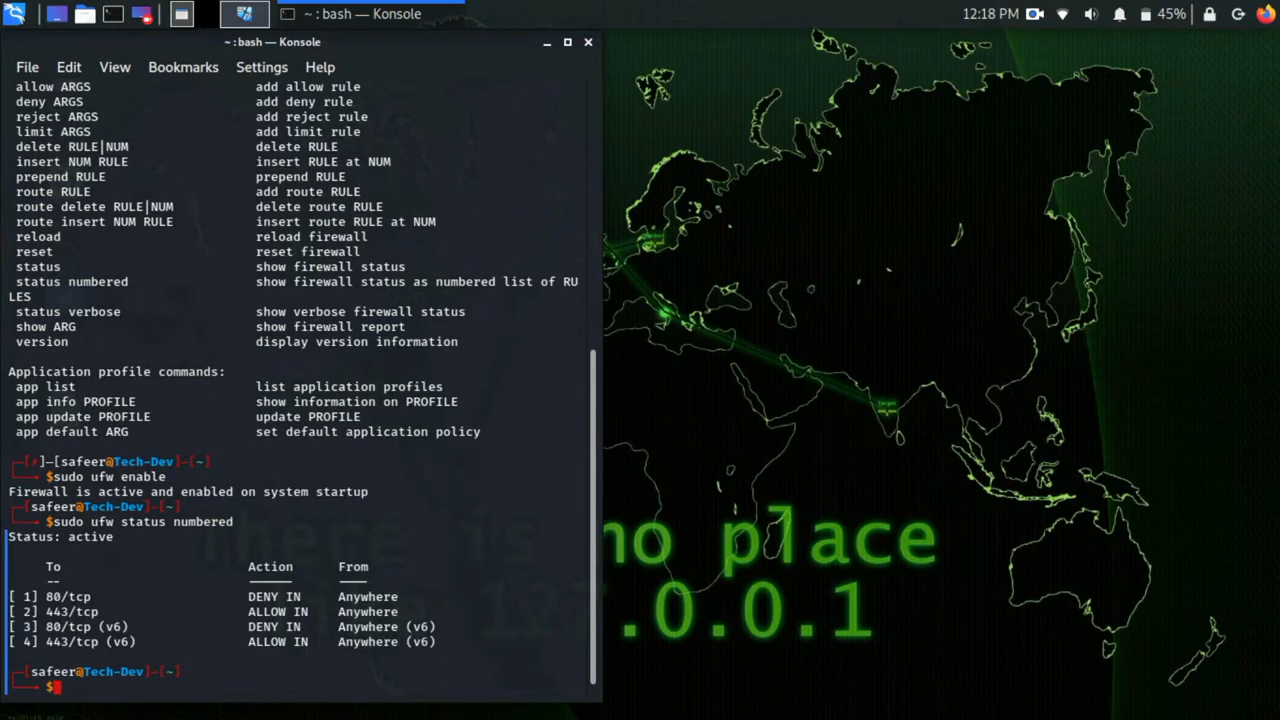 ~ : bash — Konsole
12:18 PM
45%
~ : bash — Konsole
File Edit View Bookmarks Settings Help
allow ARGS add allow rule
deny ARGS add deny rule
reject ARGS add reject rule
limit ARGS add limit rule
delete RULE|NUM delete RULE
insert NUM RULE insert RULE at NUM
prepend RULE prepend RULE
route RULE add route RULE
route delete RULE|NUM delete route RULE
route insert NUM RULE insert route RULE at NUM
reload reload firewall
reset reset firewall
status show firewall status
status numbered show firewall status as numbered list of RU
LES
status verbose show verbose firewall status
show ARG show firewall report
version display version information
Application profile commands:
app list list application profiles
app info PROFILE show information on PROFILE
app update PROFILE update PROFILE
app default ARG set default application policy
┌─[✗]─[safeer@Tech-Dev]─[~]
└──╼ $sudo ufw enable
Firewall is active and enabled on system startup
┌─[safeer@Tech-Dev]─[~]
└──╼ $sudo ufw status numbered
Status: active
To Action From
-- ------ ----
[ 1] 80/tcp DENY IN Anywhere
[ 2] 443/tcp ALLOW IN Anywhere
[ 3] 80/tcp (v6) DENY IN Anywhere (v6)
[ 4] 443/tcp (v6) ALLOW IN Anywhere (v6)
┌─[safeer@Tech-Dev]─[~]
└──╼ $
There is no place
127.0.0.1
Target